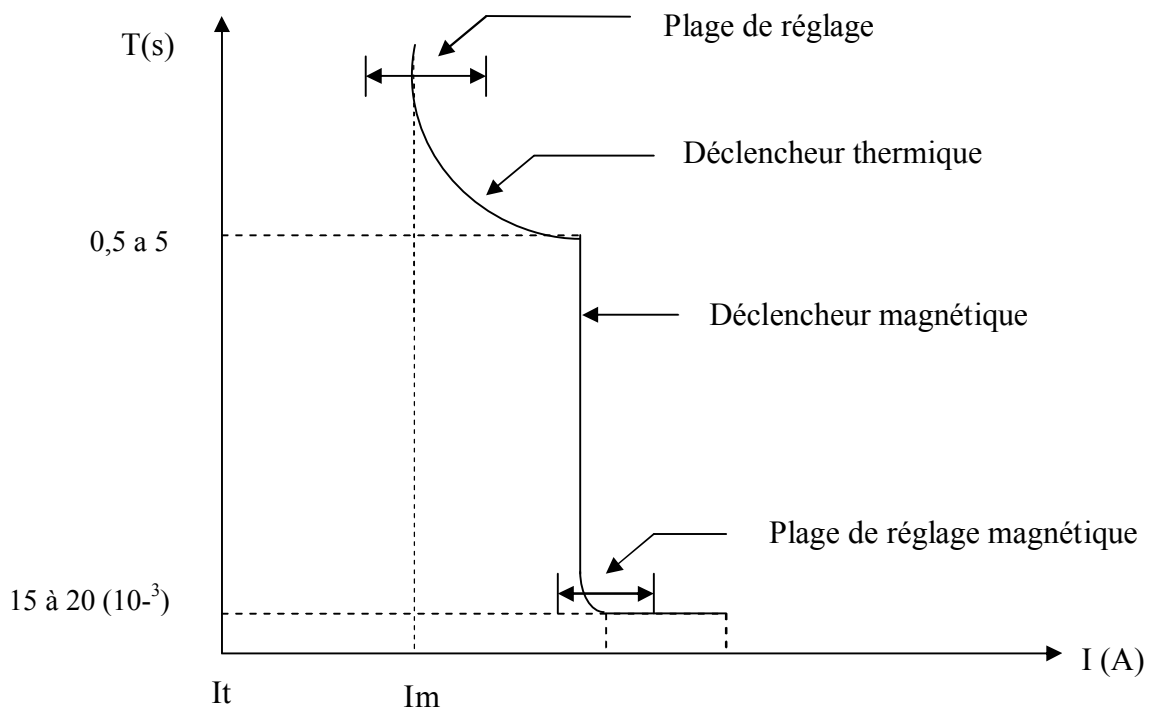 Plage de réglage
T(s)
Déclencheur thermique
0,5 a 5
Déclencheur magnétique
Plage de réglage magnétique
15 à 20 (10-³)
I (A)
It
Im